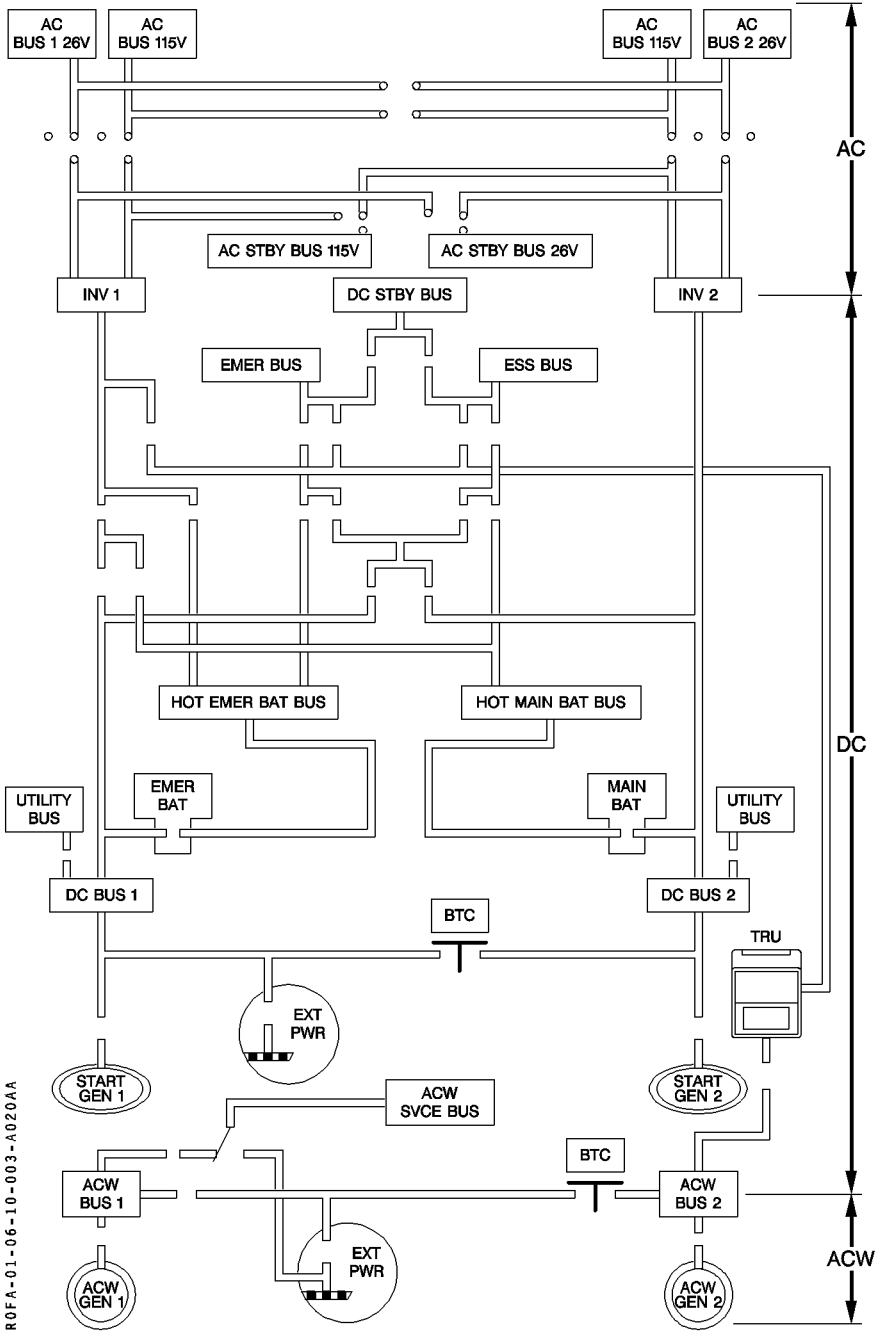 AC
BUS 1 26V
AC
BUS 115V
AC
BUS 115V
AC
BUS 2 26V
AC
AC STBY BUS 115V
AC STBY BUS 26V
INV 1
DC STBY BUS
INV 2
EMER BUS
ESS BUS
HOT EMER BAT BUS
HOT MAIN BAT BUS
DC
UTILITY
BUS
EMER
BAT
MAIN
BAT
UTILITY
BUS
DC BUS 1
DC BUS 2
BTC
TRU
EXT
PWR
START
GEN 1
START
GEN 2
ACW
SVCE BUS
BTC
ACW
BUS 1
ACW
BUS 2
EXT
PWR
ACW
ACW
GEN 1
ACW
GEN 2
R0FA-01-06-10-003-A020AA